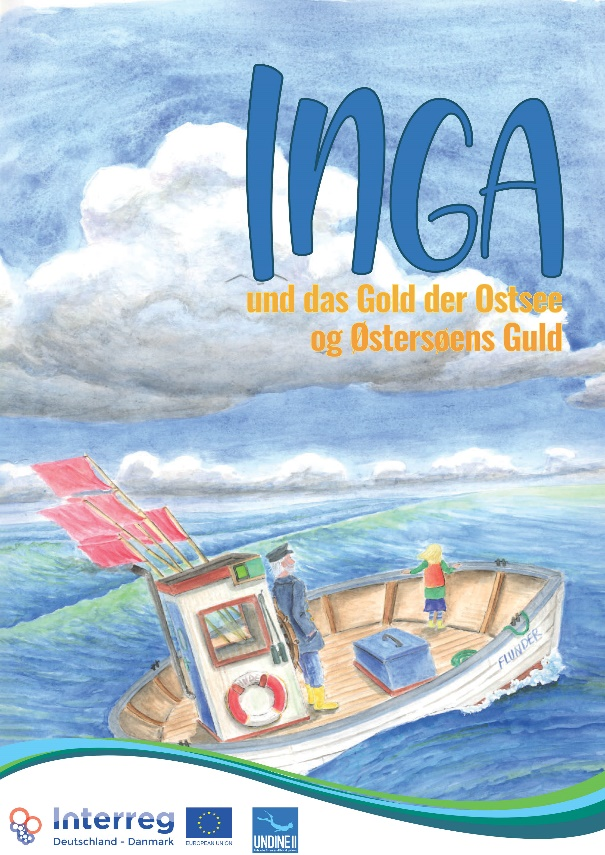 INGA
und das Gold der Ostsee
og Østersøens Guld
FLUNDER
Interreg
Deutschland - Danmark
EUROPEAN UNION
UNDINE II